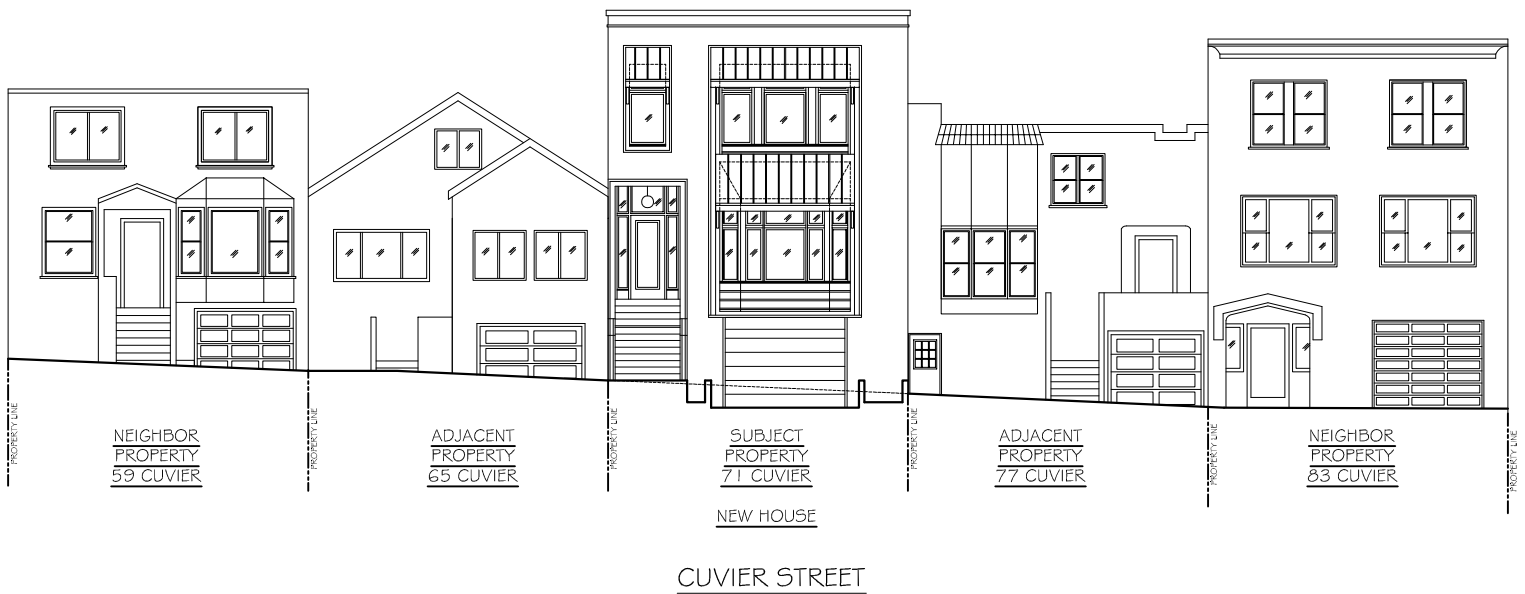 PROPERTY LINE
PROPERTY LINE
PROPERTY LINE
PROPERTY LINE
PROPERTY LINE
PROPERTY LINE
NEIGHBOR
PROPERTY
59 CUVIER
ADJACENT
PROPERTY
65 CUVIER
SUBJECT
PROPERTY
71 CUVIER
NEW HOUSE
ADJACENT
PROPERTY
77 CUVIER
NEIGHBOR
PROPERTY
83 CUVIER
CUVIER STREET